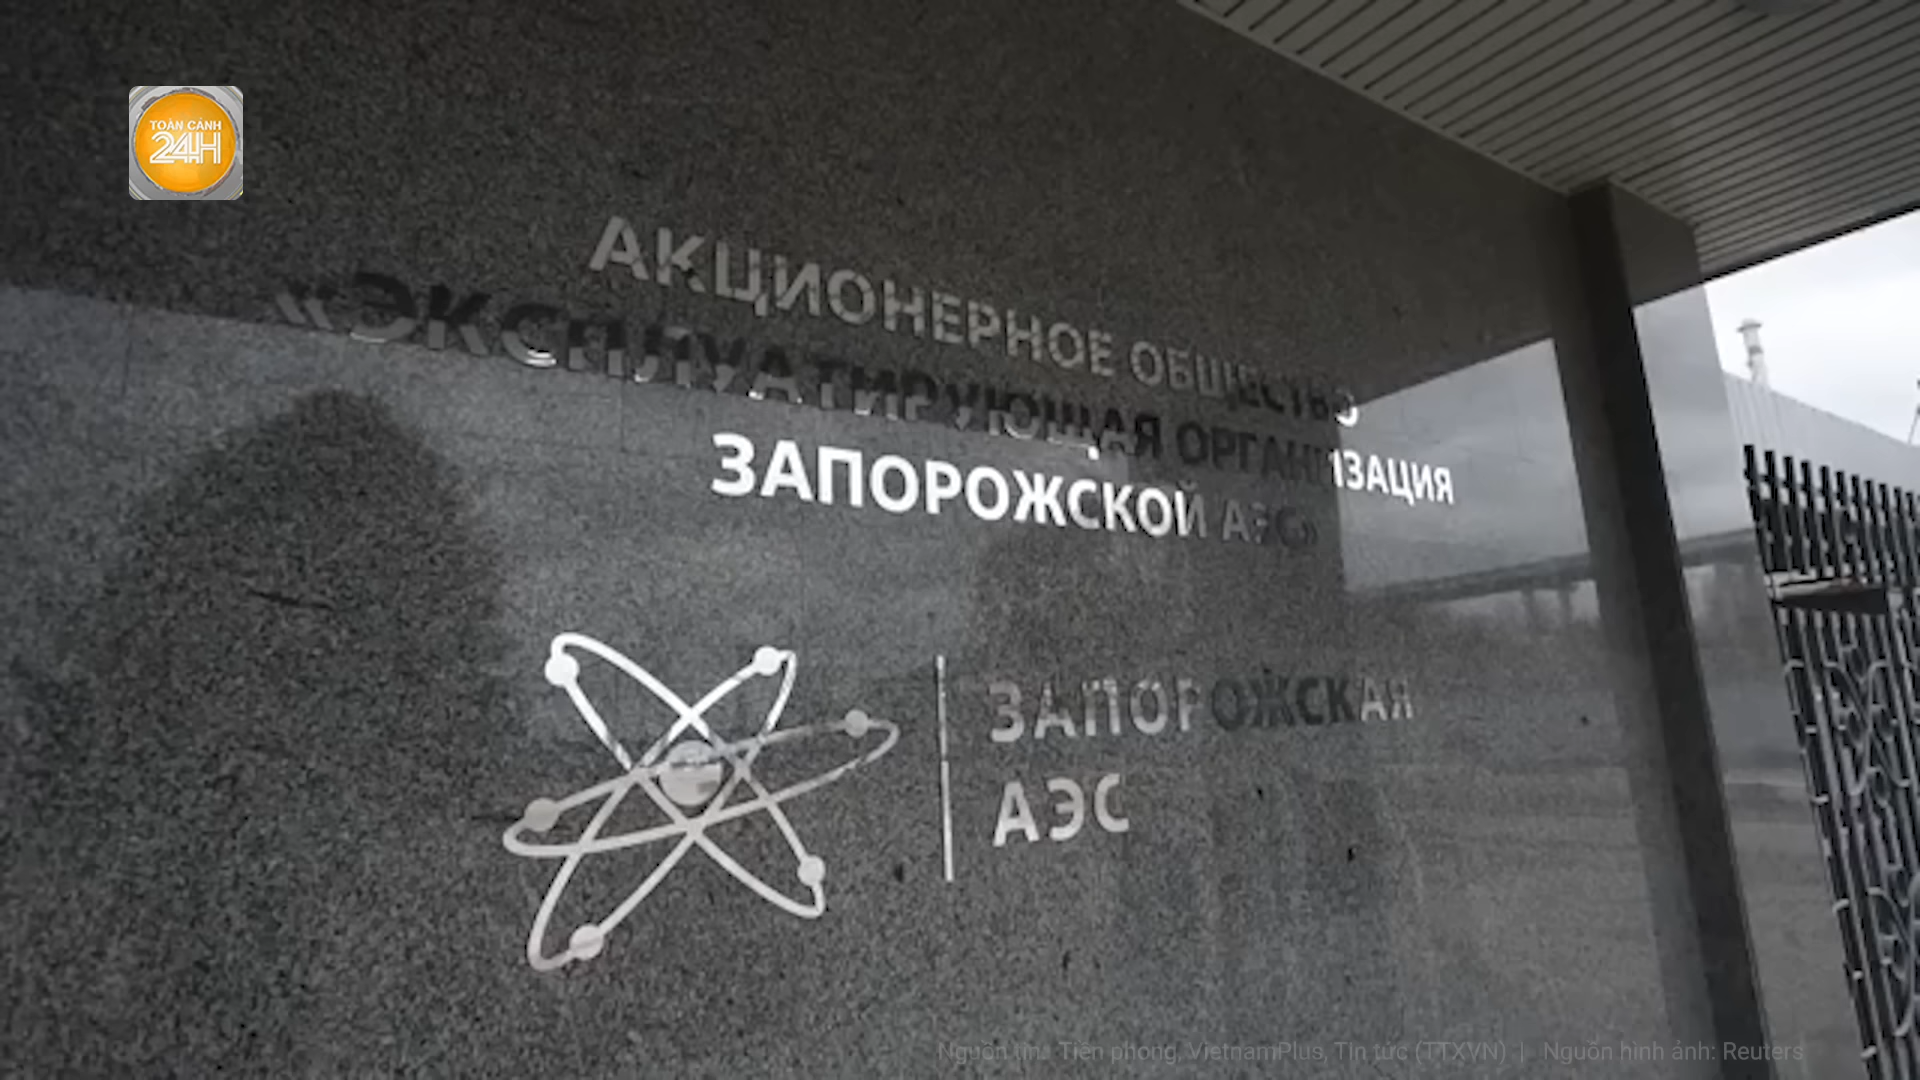 TOÀN CẢNH
24H
АКЦИОНЕРНОЕ ОБЩЕСТВО
«ЭКСПЛУАТИРУЮЩАЯ ОРГАНИЗАЦИЯ
ЗАПОРОЖСКОЙ АЭС»
ЗАПОРОЖСКАЯ
АЭС
Nguồn tin: Tiền phong, VietnamPlus, Tin tức (TTXVN) | Nguồn hình ảnh: Reuters